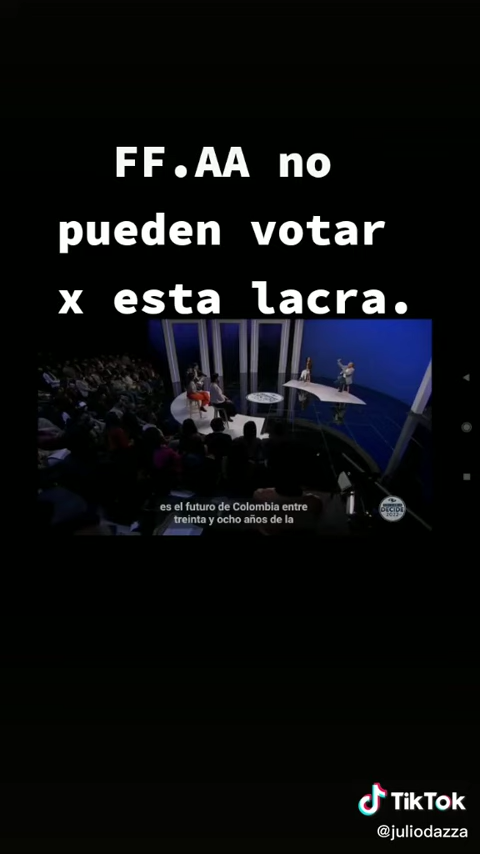 FF.AA no
pueden votar
x esta lacra.
es el futuro de Colombia entre
treinta y ocho años de la
DECIDE
TikTok
@juliodazza